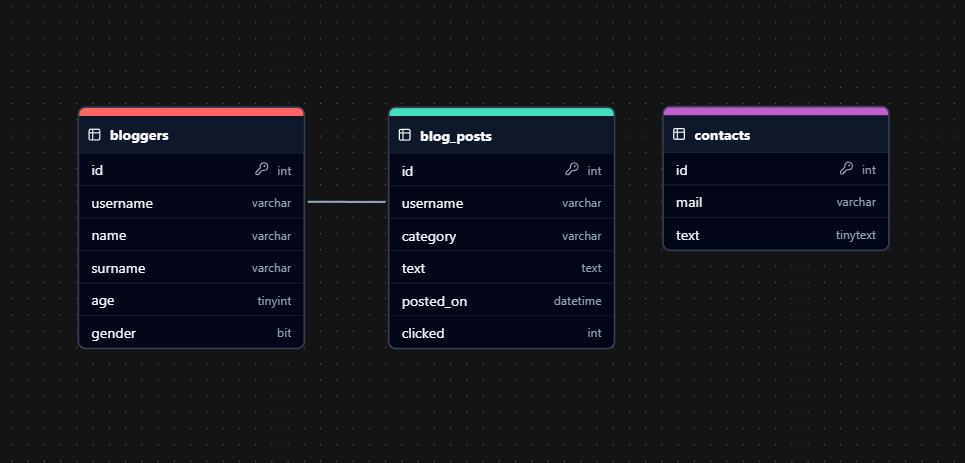 bloggers
id int
username varchar
name varchar
surname varchar
age tinyint
gender bit
blog_posts
id int
username varchar
category varchar
text text
posted_on datetime
clicked int
contacts
id int
mail varchar
text tinytext